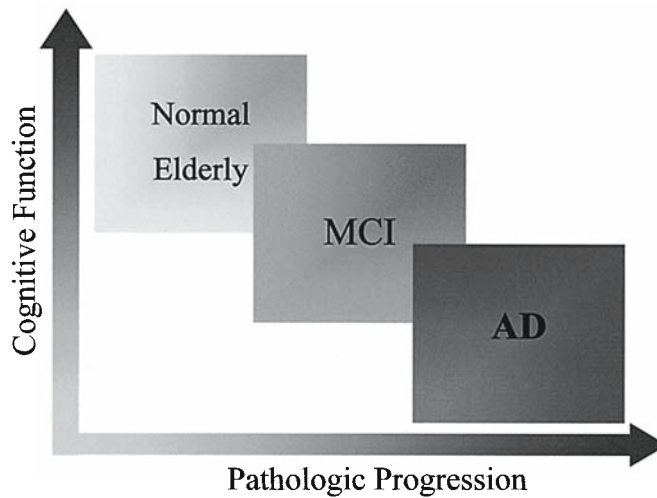 Cognitive Function
Normal
Elderly
MCI
AD
Pathologic Progression